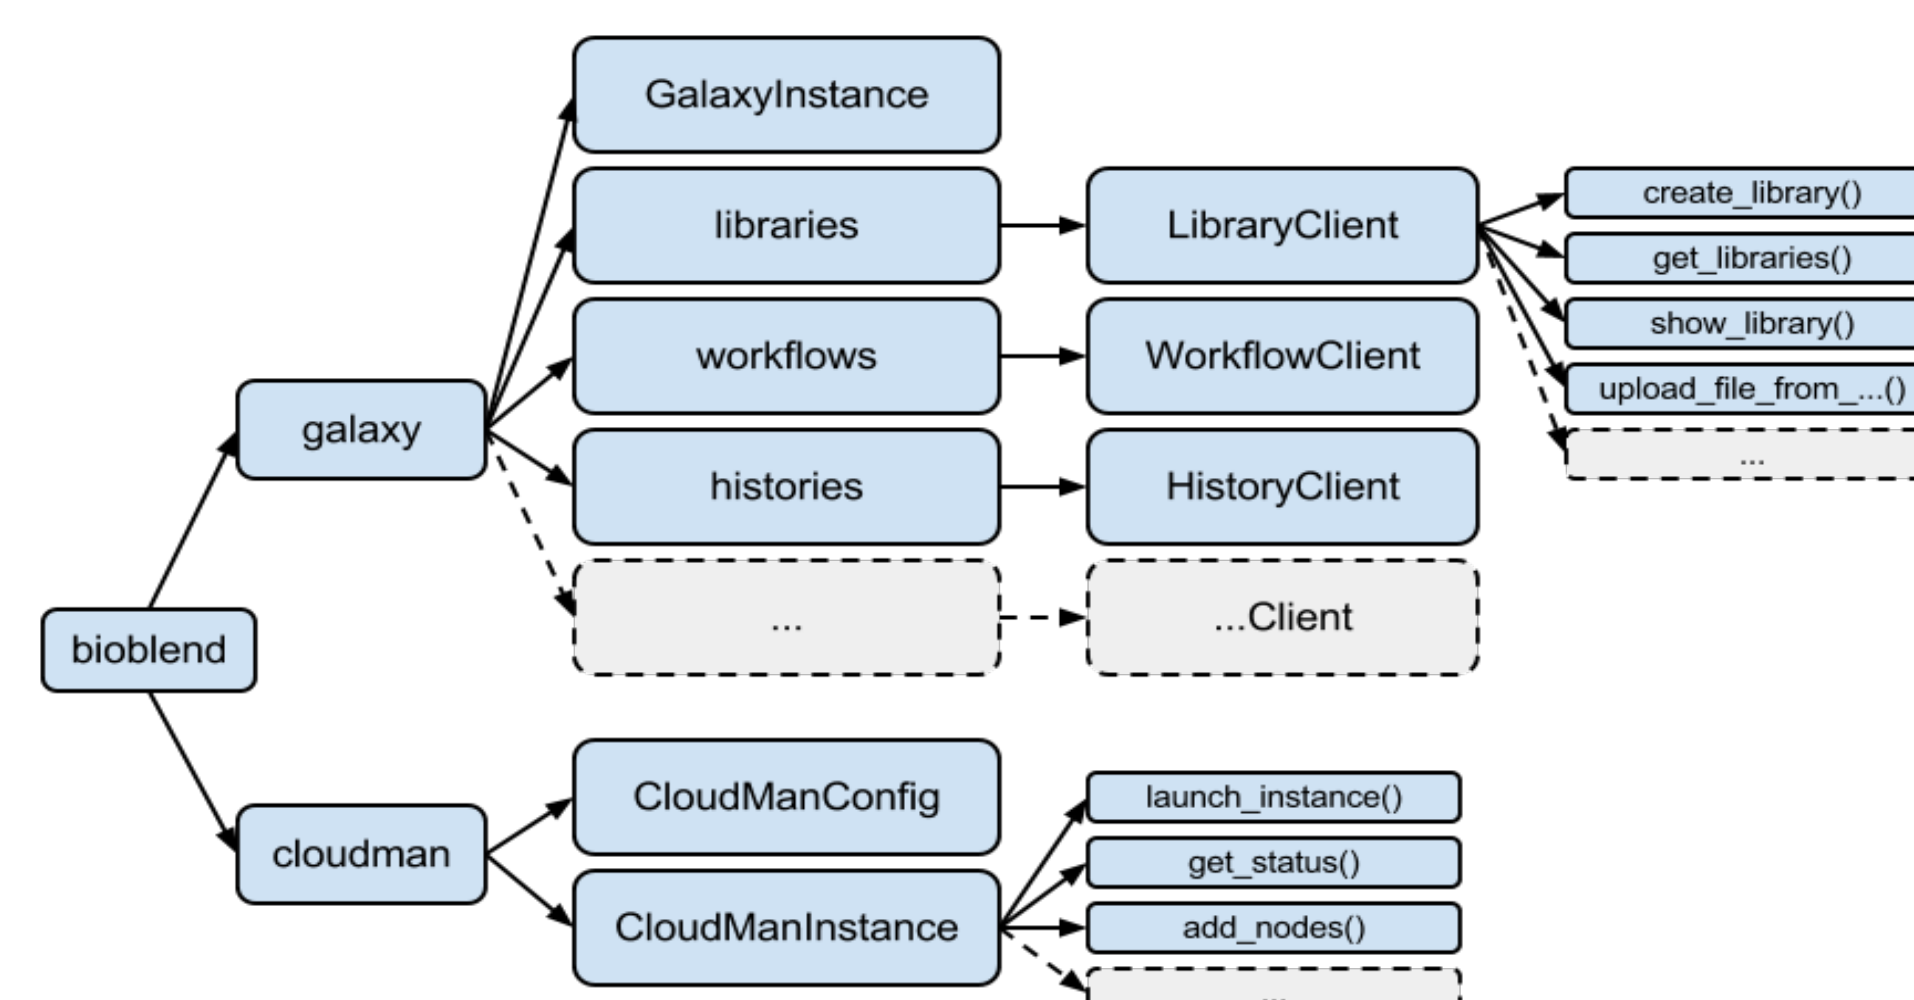 GalaxyInstance
libraries
LibraryClient
create_library()
get_libraries()
show_library()
upload_file_from_...()
...
workflows
WorkflowClient
galaxy
histories
HistoryClient
...
...Client
bioblend
cloudman
CloudManConfig
CloudManInstance
launch_instance()
get_status()
add_nodes()
...